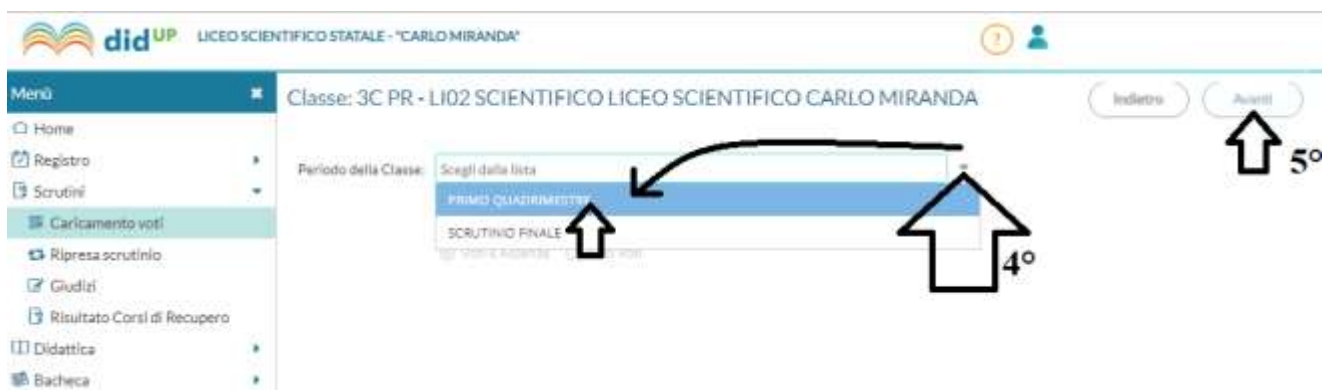 didUP LICEO SCIENTIFICO STATALE - "CARLO MIRANDA" ?
Menù
Classe: 3C PR - LI02 SCIENTIFICO LICEO SCIENTIFICO CARLO MIRANDA
Indietro
Avanti
5°
Home
Registro
Scrutini
Caricamento voti
Ripresa scrutinio
Giudizi
Risultato Corsi di Recupero
Didattica
Bacheca
Periodo della Classe: Scegli dalla lista
PRIMO QUADRIMESTRE
SCRUTINIO FINALE
4°